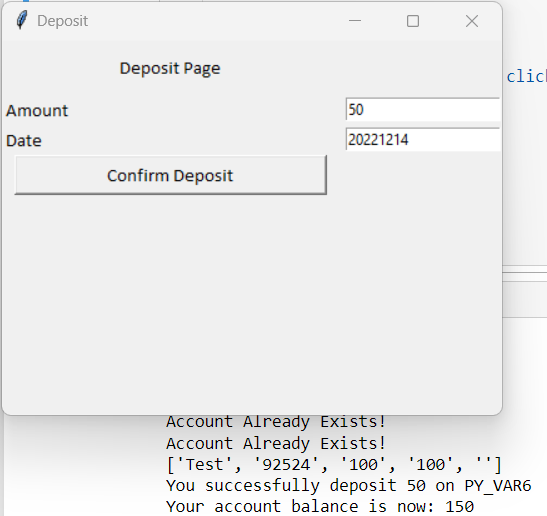 Deposit
Deposit Page
click
Amount
50
Date
20221214
Confirm Deposit
Account Already Exists!
Account Already Exists!
['Test', '92524', '100', '100', '']
You successfully deposit 50 on PY_VAR6
Your account balance is now: 150